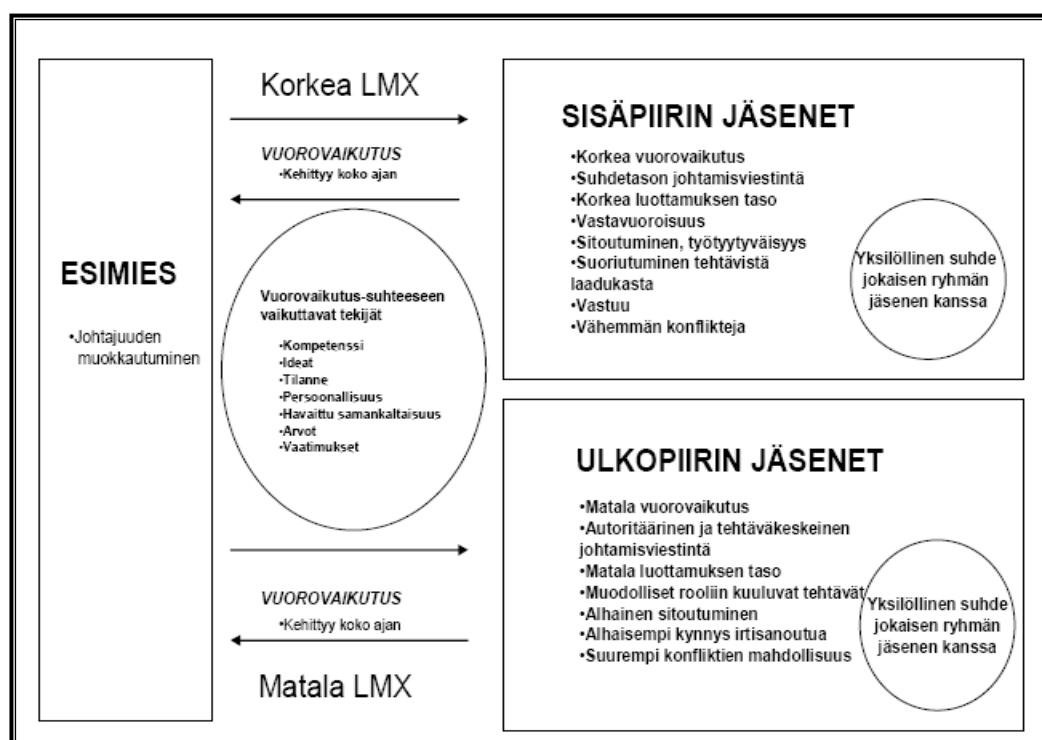 ESIMIES
•Johtajuuden
muokkautuminen
Korkea LMX
VUOROVAIKUTUS
•Kehittyy koko ajan
Vuorovaikutus-suhteeseen
vaikuttavat tekijät
•Kompetenssi
•Ideat
•Tilanne
•Persoonallisuus
•Havaittu samankaltaisuus
•Arvot
•Vaatimukset
VUOROVAIKUTUS
•Kehittyy koko ajan
Matala LMX
SISÄPIIRIN JÄSENET
•Korkea vuorovaikutus
•Suhdetason johtamisviestintä
•Korkea luottamuksen taso
•Vastavuoroisuus
•Sitoutuminen, työtyytyväisyys
•Suoriutuminen tehtävistä
laadukasta
•Vastuu
•Vähemmän konflikteja
Yksilöllinen suhde
jokaisen ryhmän
jäsenen kanssa
ULKOPIIRIN JÄSENET
•Matala vuorovaikutus
•Autoritäärinen ja tehtäväkeskeinen
johtamisviestintä
•Matala luottamuksen taso
•Muodolliset rooliin kuuluvat tehtävät
•Alhainen sitoutuminen
•Alhaisempi kynnys irtisanoutua
•Suurempi konfliktien mahdollisuus
Yksilöllinen suhde
jokaisen ryhmän
jäsenen kanssa